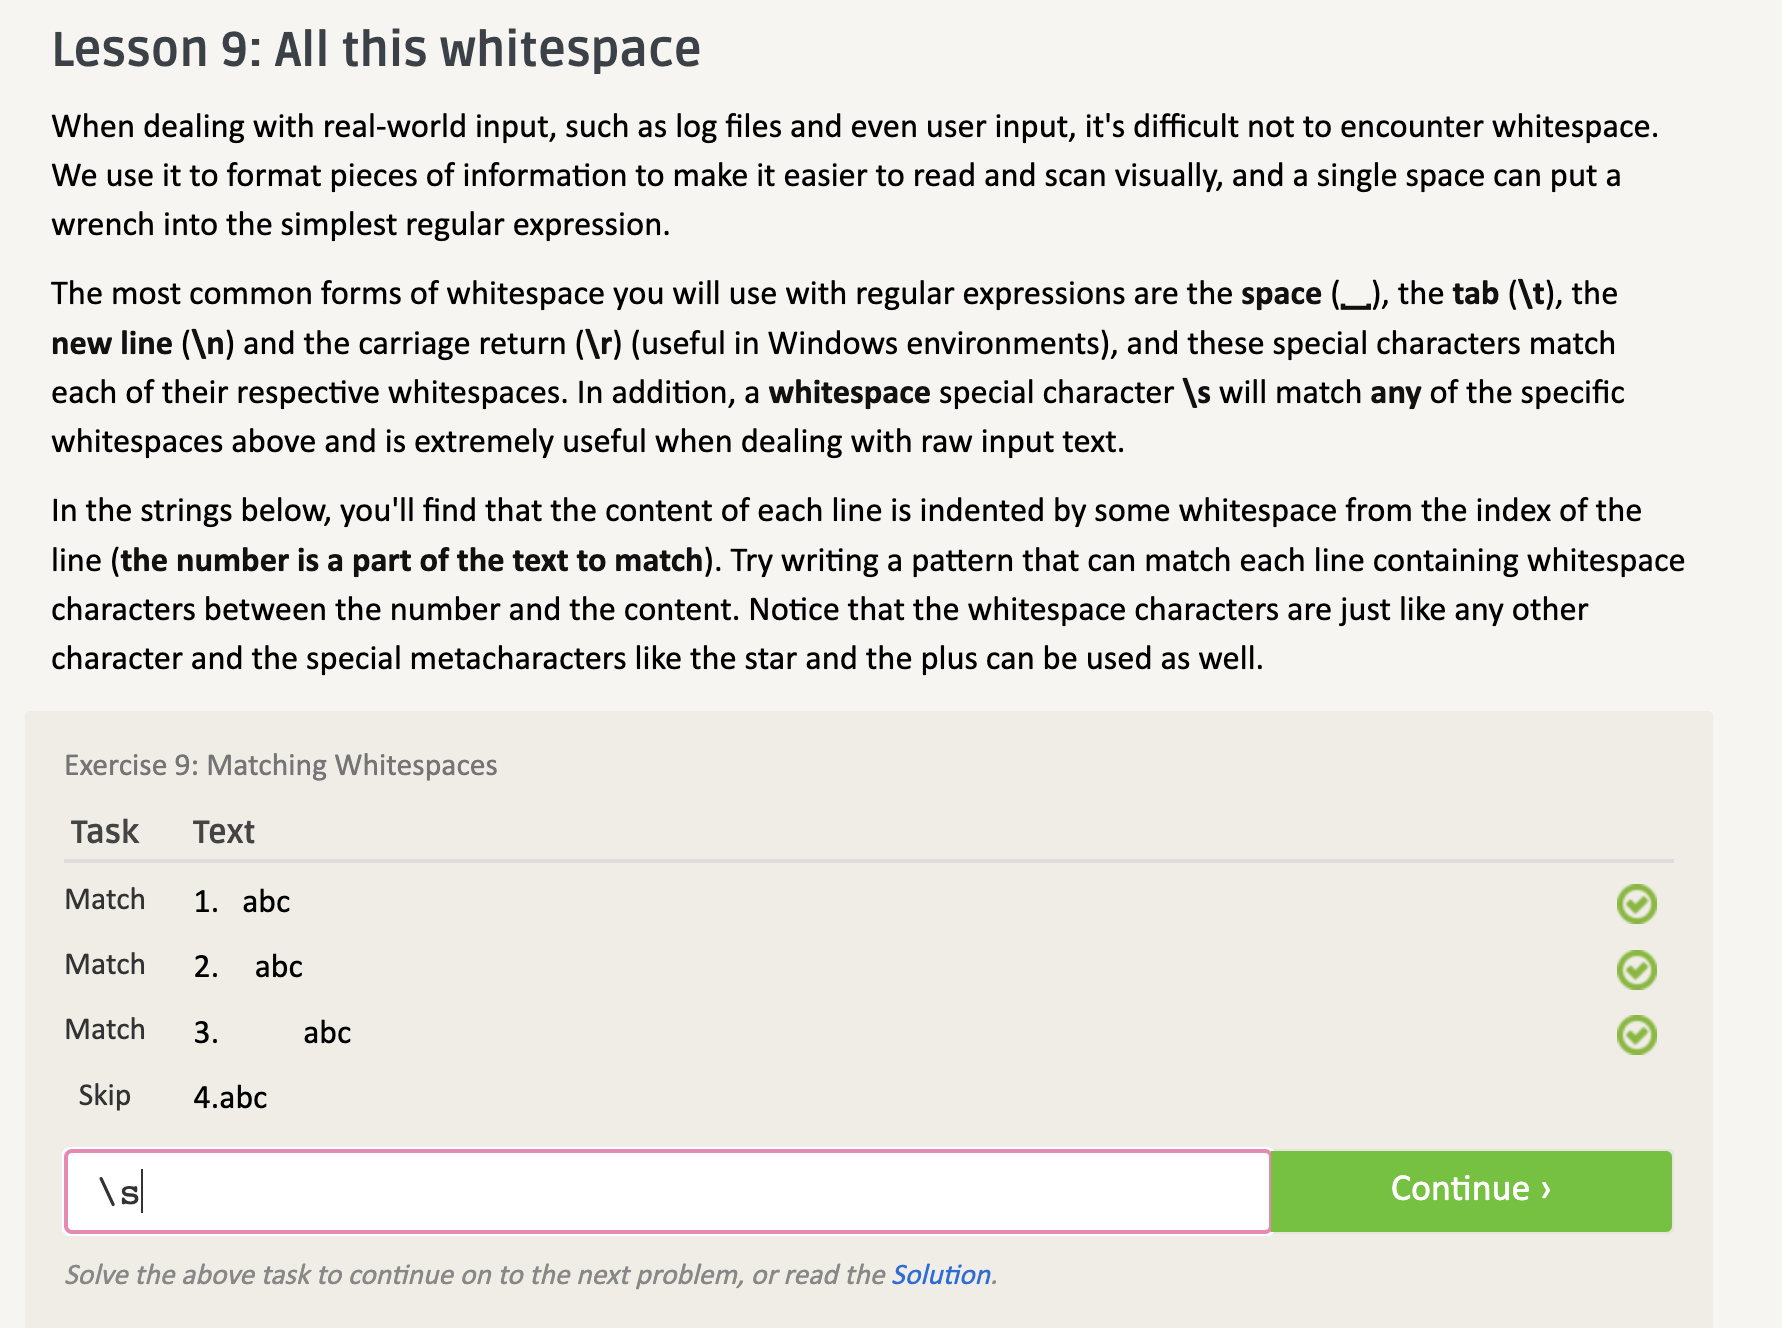 Lesson 9: All this whitespace
When dealing with real-world input, such as log files and even user input, it's difficult not to encounter whitespace.
We use it to format pieces of information to make it easier to read and scan visually, and a single space can put a
wrench into the simplest regular expression.
The most common forms of whitespace you will use with regular expressions are the space (⎵), the tab (\t), the
new line (\n) and the carriage return (\r) (useful in Windows environments), and these special characters match
each of their respective whitespaces. In addition, a whitespace special character \s will match any of the specific
whitespaces above and is extremely useful when dealing with raw input text.
In the strings below, you'll find that the content of each line is indented by some whitespace from the index of the
line (the number is a part of the text to match). Try writing a pattern that can match each line containing whitespace
characters between the number and the content. Notice that the whitespace characters are just like any other
character and the special metacharacters like the star and the plus can be used as well.
Exercise 9: Matching Whitespaces
Task Text
Match 1.  abc
Match 2.   abc
Match 3.       abc
Skip 4.abc
\s
Continue ›
Solve the above task to continue on to the next problem, or read the Solution.